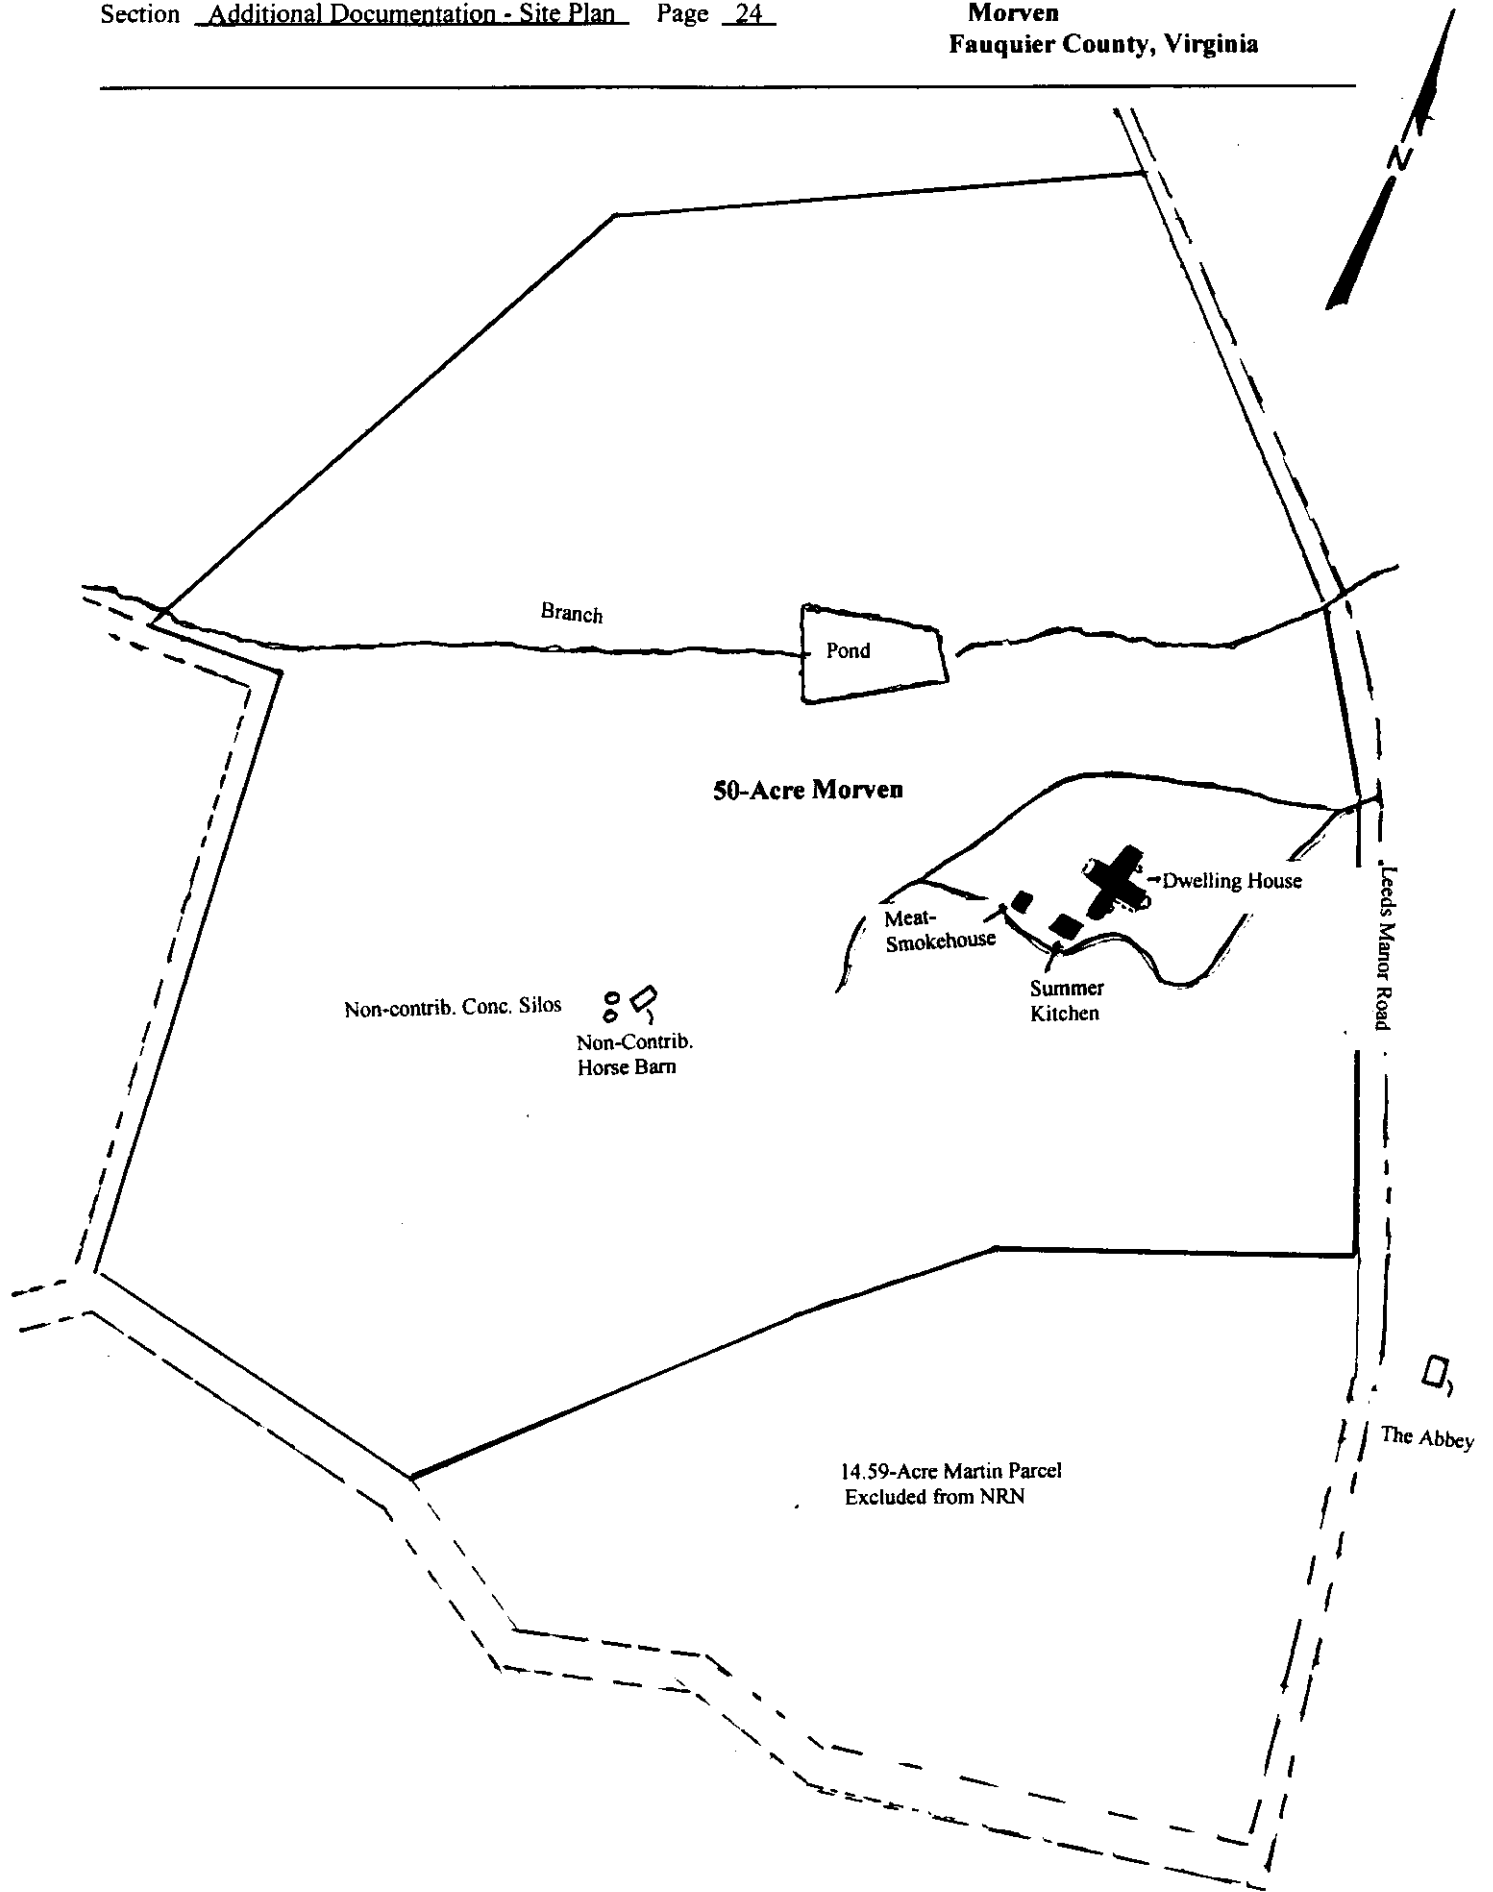 Section Additional Documentation - Site Plan Page 24
Morven
Fauquier County, Virginia
N
Branch
Pond
50-Acre Morven
Dwelling House
Meat-
Smokehouse
Summer
Kitchen
Leeds Manor Road
Non-contrib. Conc. Silos
Non-Contrib.
Horse Barn
The Abbey
14.59-Acre Martin Parcel
Excluded from NRN